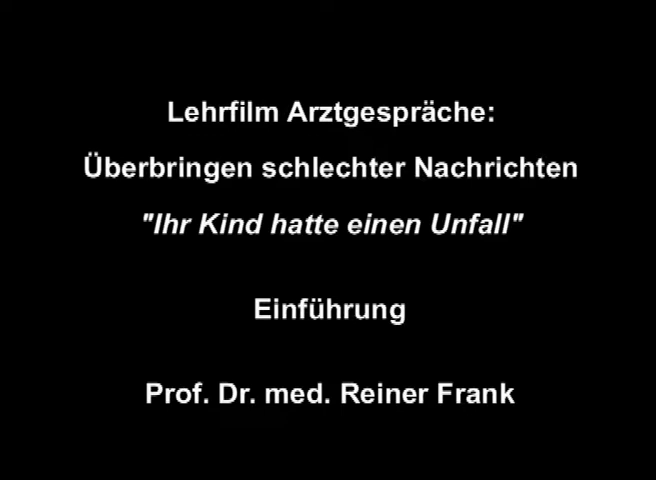 Lehrfilm Arztgespräche:
Überbringen schlechter Nachrichten
"Ihr Kind hatte einen Unfall"
Einführung
Prof. Dr. med. Reiner Frank